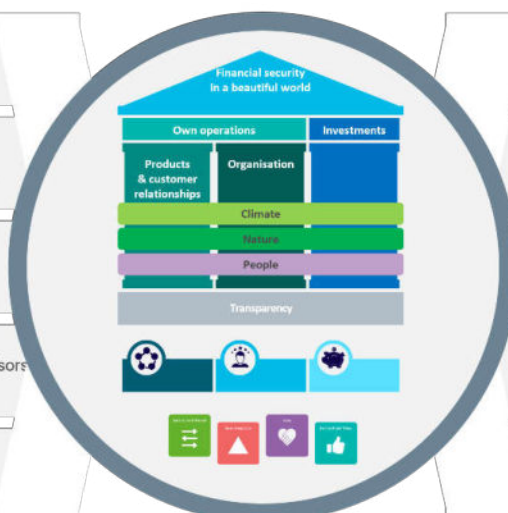 Financial security
in a beautiful world
Own operations
Investments
Products
& customer
relationships
Organisation
Climate
Nature
People
Transparency
sors